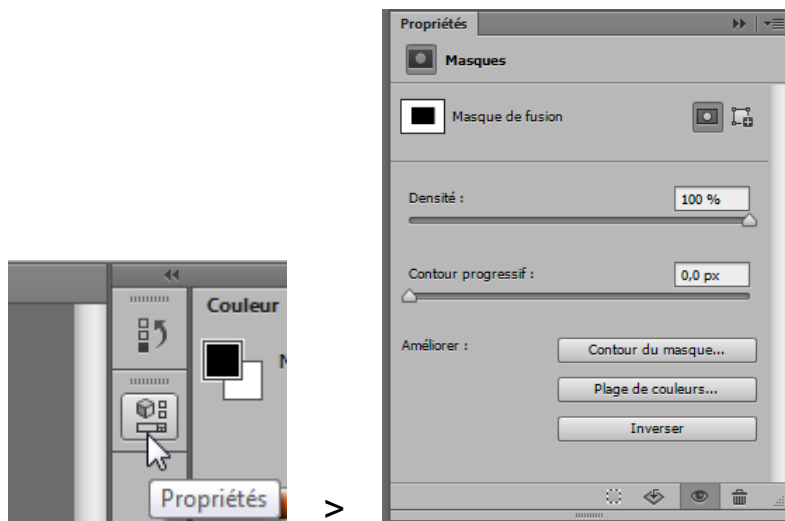 Couleur
Propriétés
>
Propriétés
Masques
Masque de fusion
Densité :
100 %
Contour progressif :
0,0 px
Améliorer :
Contour du masque...
Plage de couleurs...
Inverser